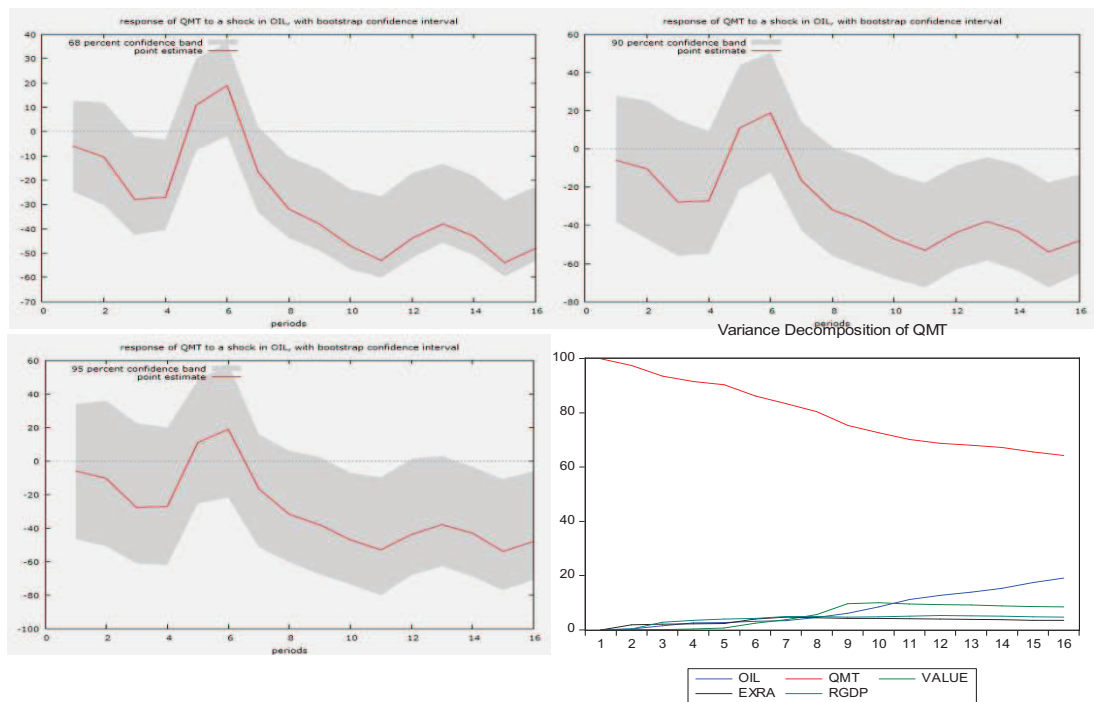 response of QMT to a shock in OIL, with bootstrap confidence interval
40
30
20
10
0
-10
-20
-30
-40
-50
-60
-70
68 percent confidence band
point estimate
0 2 4 6 8 10 12 14 16
periods
response of QMT to a shock in OIL, with bootstrap confidence interval
60
40
20
0
-20
-40
-60
-80
90 percent confidence band
point estimate
0 2 4 6 8 10 12 14 16
periods
response of QMT to a shock in OIL, with bootstrap confidence interval
60
40
20
0
-20
-40
-60
-80
-100
95 percent confidence band
point estimate
0 2 4 6 8 10 12 14 16
periods
Variance Decomposition of QMT
100
80
60
40
20
0
1 2 3 4 5 6 7 8 9 10 11 12 13 14 15 16
OIL QMT VALUE
EXRA RGDP